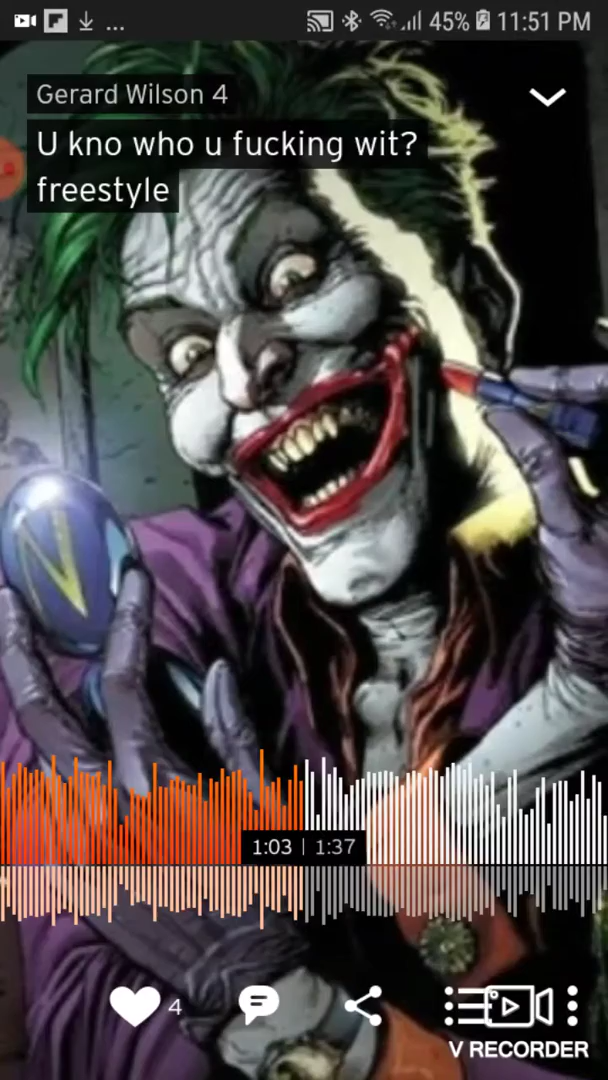 ... 45% 11:51 PM
Gerard Wilson 4
U kno who u fucking wit?
freestyle
N
1:03 | 1:37
4
V RECORDER